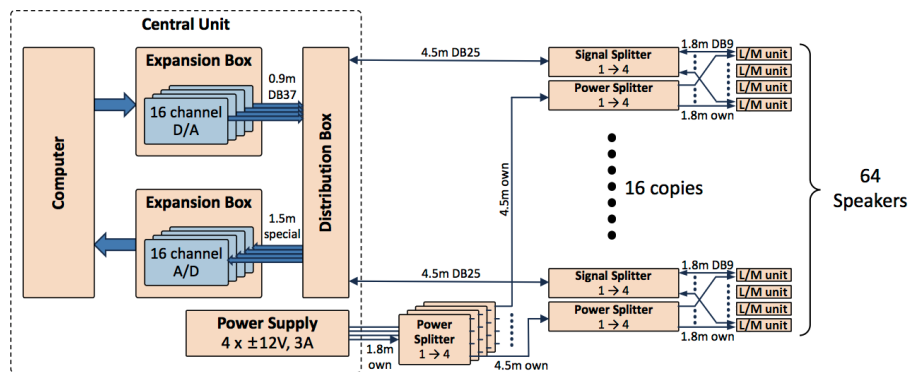 Central Unit
Computer
Expansion Box
16 channel
D/A
0.9m
DB37
Expansion Box
16 channel
A/D
1.5m
special
Distribution Box
Power Supply
4 x ±12V, 3A
1.8m
own
Power
Splitter
1 → 4
4.5m own
4.5m own
4.5m DB25
Signal Splitter
1 → 4
Power Splitter
1 → 4
1.8m DB9
1.8m own
L/M unit
L/M unit
L/M unit
L/M unit
16 copies
64
Speakers
4.5m DB25
Signal Splitter
1 → 4
Power Splitter
1 → 4
1.8m DB9
1.8m own
L/M unit
L/M unit
L/M unit
L/M unit